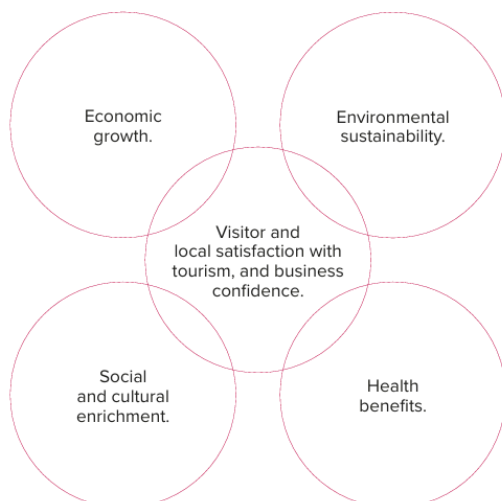 Economic
growth.
Environmental
sustainability.
Visitor and
local satisfaction with
tourism, and business
confidence.
Social
and cultural
enrichment.
Health
benefits.